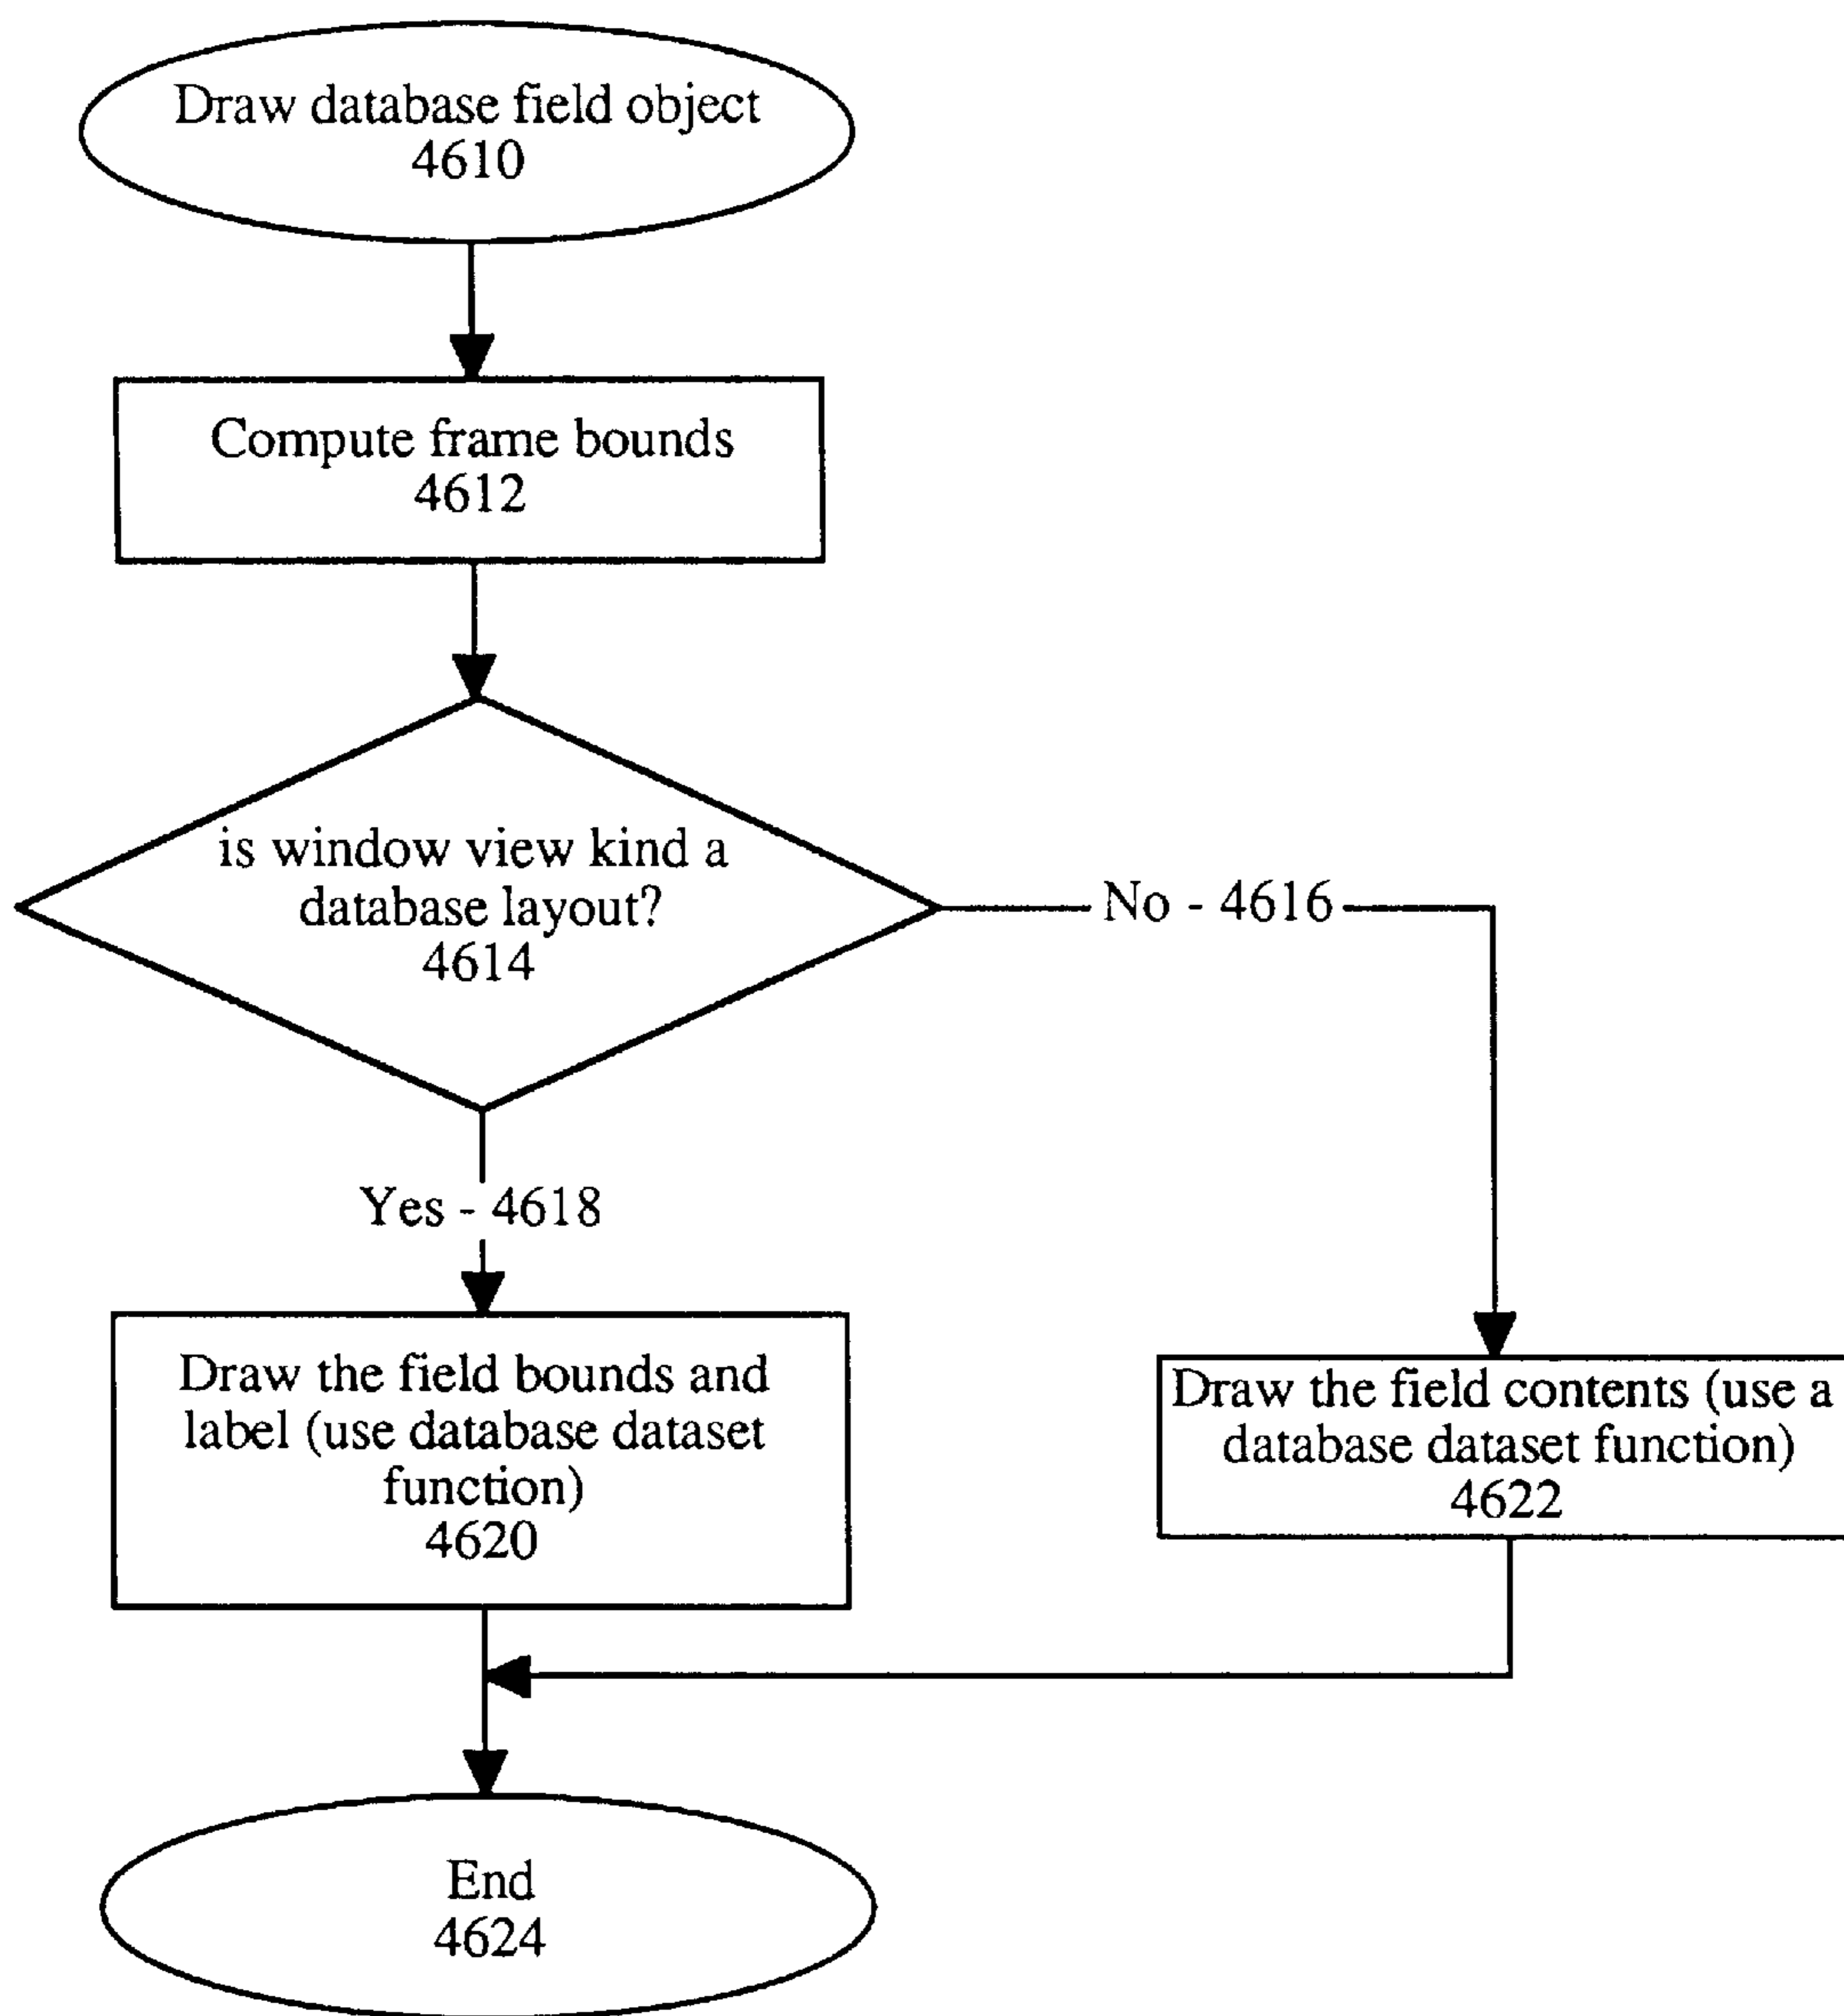 Draw database field object
4610
Compute frame bounds
4612
is window view kind a
database layout?
4614
No - 4616
Yes - 4618
Draw the field bounds and
label (use database dataset
function)
4620
Draw the field contents (use a
database dataset function)
4622
End
4624